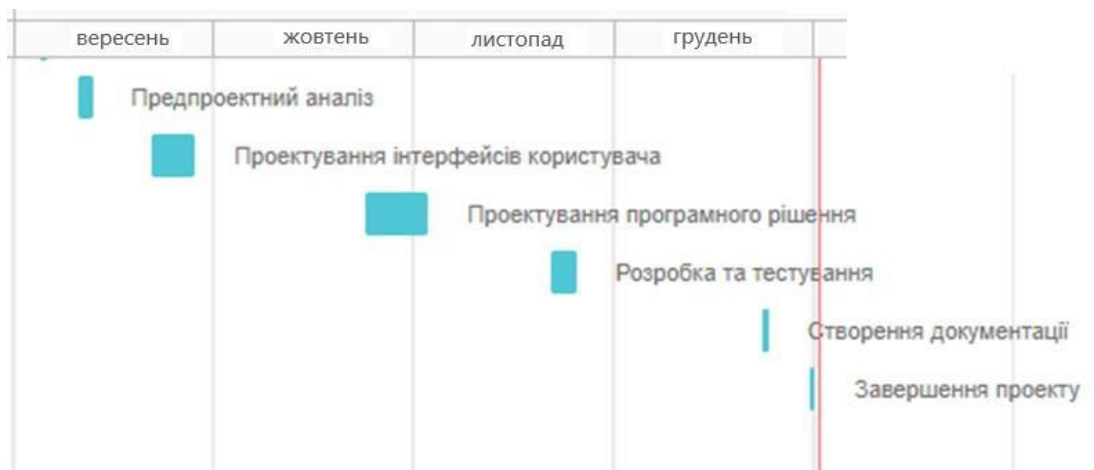 вересень жовтень листопад грудень
Предпроектний аналіз
Проектування інтерфейсів користувача
Проектування програмного рішення
Розробка та тестування
Створення документації
Завершення проекту